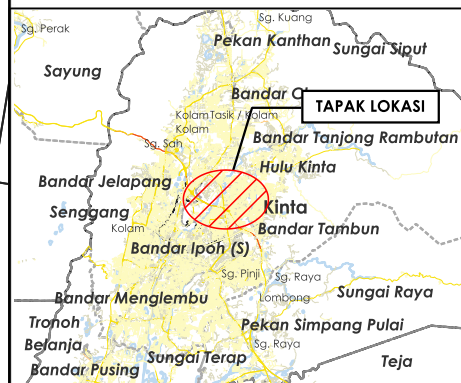 Sg. Kuang
Sg. Perak
Pekan Kanthan
Sungai Siput
Sayung
Bandar
TAPAK LOKASI
Kolam Tasik / Kolam
Kolam
Bandar Tanjong Rambutan
Sg. Sah
Hulu Kinta
Bandar Jelapang
Senggang
Kinta
Kolam
Bandar Tambun
Bandar Ipoh (S)
Sg. Pinji
Sg. Raya
Sungai Raya
Lombong
Bandar Menglembu
Tronoh
Pekan Simpang Pulai
Belanja
Sg. Raya
Sungai Terap
Teja
Bandar Pusing